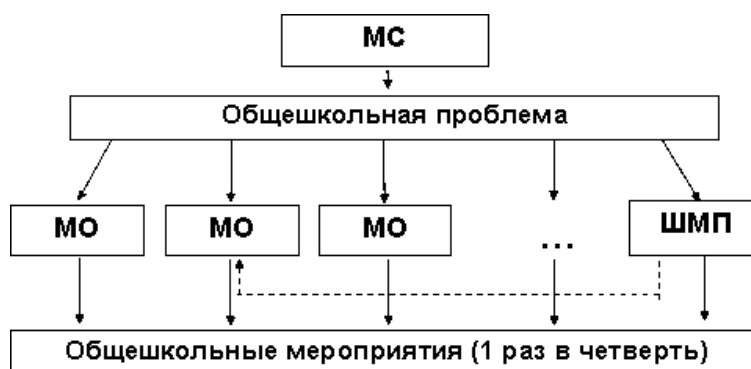 МС
Общешкольная проблема
МО
МО
МО
...
ШМП
Общешкольные мероприятия (1 раз в четверть)